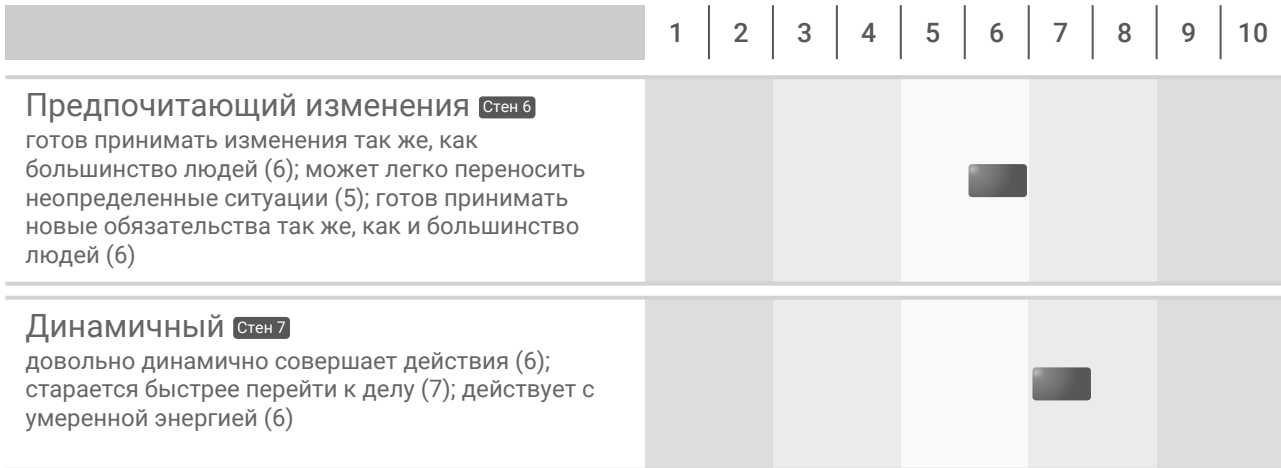 1 2 3 4 5 6 7 8 9 10
Предпочитающий изменения Стен 6
готов принимать изменения так же, как
большинство людей (6); может легко переносить
неопределенные ситуации (5); готов принимать
новые обязательства так же, как и большинство
людей (6)
Динамичный Стен 7
довольно динамично совершает действия (6);
старается быстрее перейти к делу (7); действует с
умеренной энергией (6)